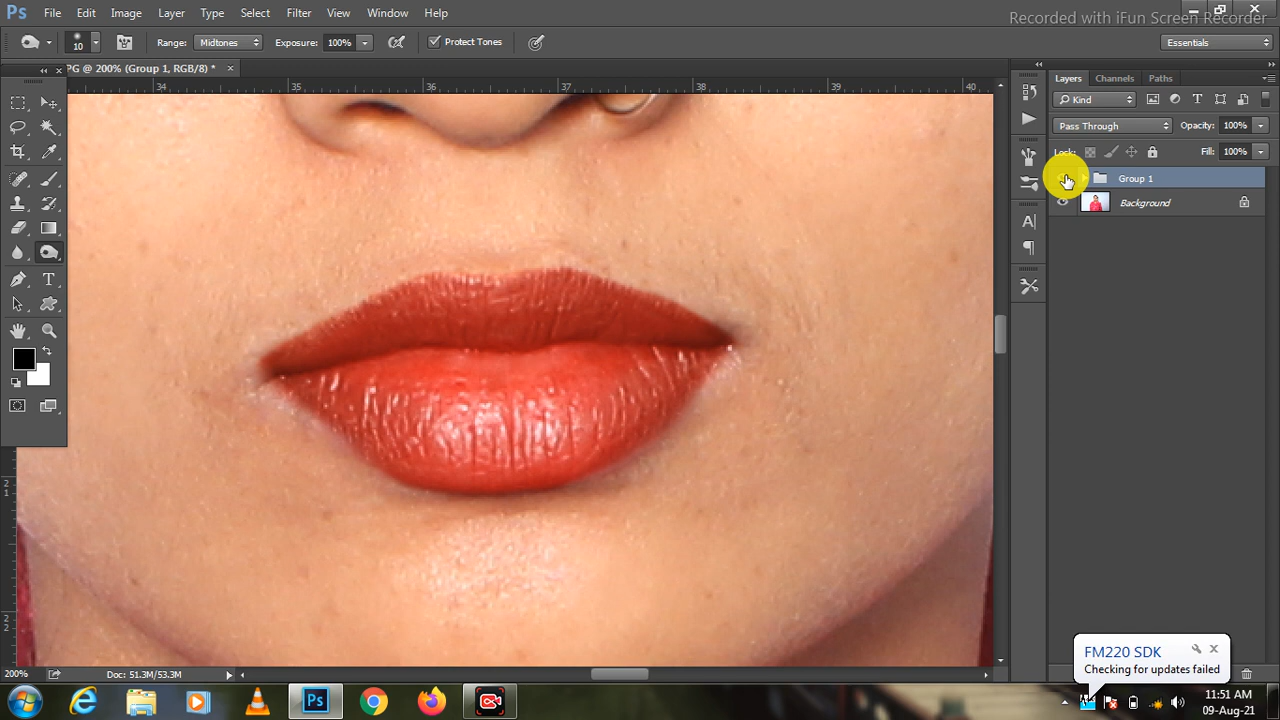 Ps File Edit Image Layer Type Select Filter View Window Help
Recorded with iFun Screen Recorder
10 Range: Midtones Exposure: 100% Protect Tones Essentials
PG @ 200% (Group 1, RGB/8) * ×
34 35 36 37 38 39 40
Layers Channels Paths
Kind
Pass Through Opacity: 100%
Lock: Fill: 100%
Group 1
Background
21
22
200% Doc: 51.3M/53.3M
FM220 SDK
Checking for updates failed
Ps
11:51 AM
09-Aug-21